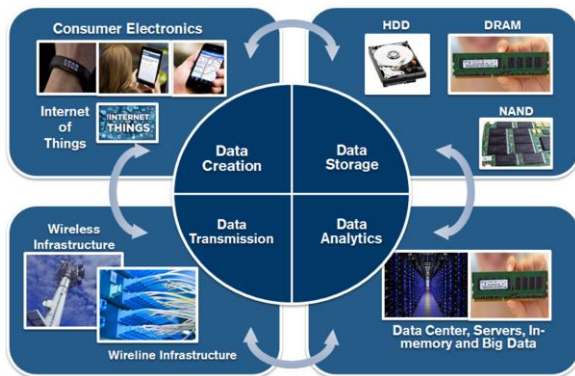 Consumer Electronics
Internet
of
Things
INTERNET
THINGS
HDD
DRAM
NAND
Data
Creation
Data
Storage
Data
Transmission
Data
Analytics
Wireless
Infrastructure
Wireline Infrastructure
Data Center, Servers, In-
memory and Big Data